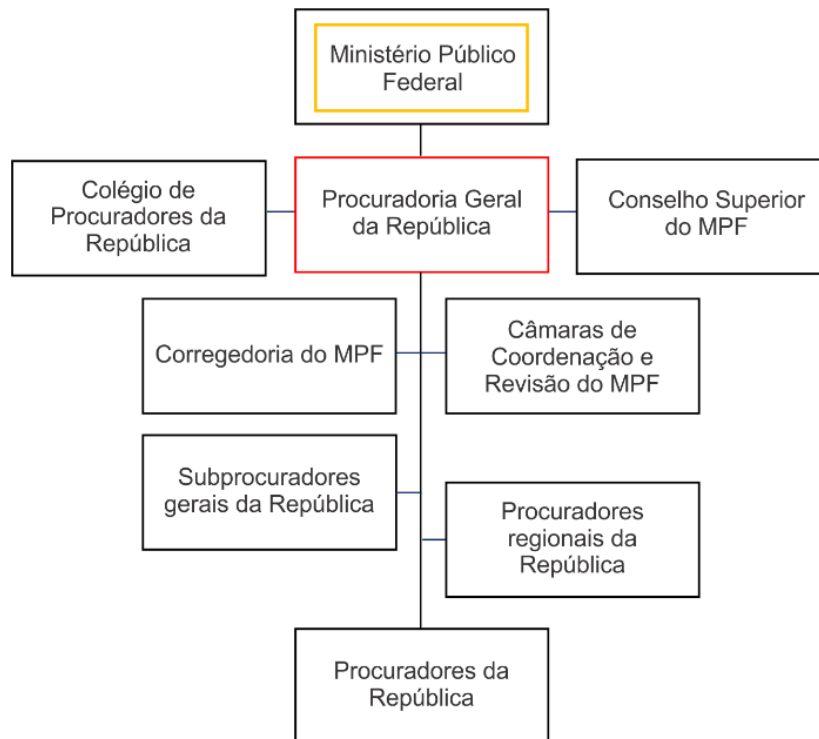 Ministério Público
Federal
Colégio de
Procuradores da
República
Procuradoria Geral
da República
Conselho Superior
do MPF
Corregedoria do MPF
Câmaras de
Coordenação e
Revisão do MPF
Subprocuradores
gerais da República
Procuradores
regionais da
República
Procuradores da
República